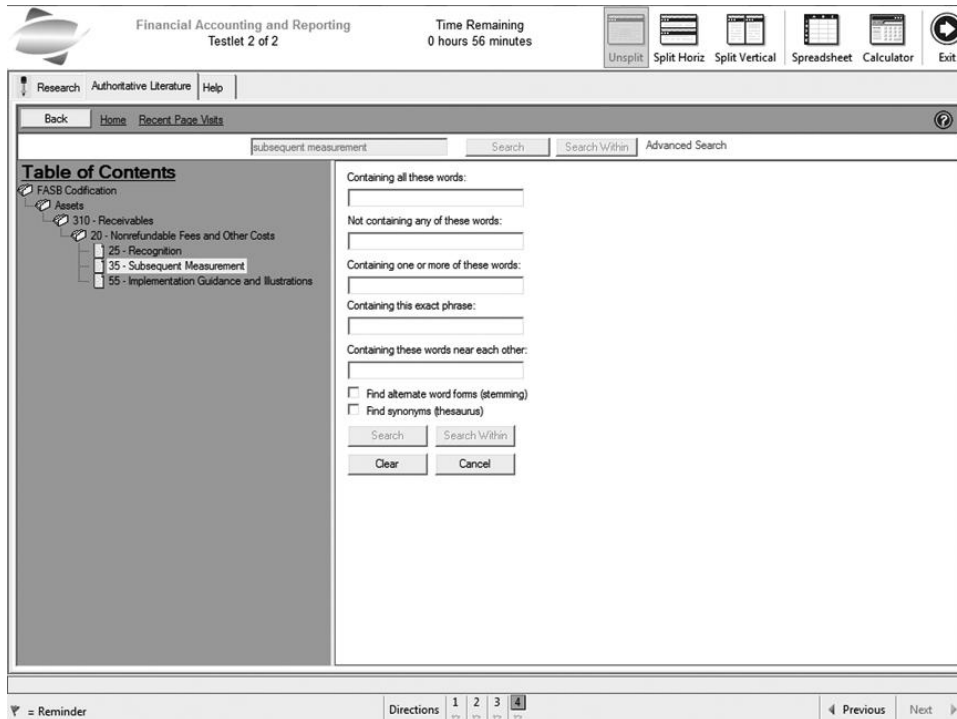 Financial Accounting and Reporting
Testlet 2 of 2
Time Remaining
0 hours 56 minutes
Unsplit Split Horiz Split Vertical Spreadsheet Calculator Exit
Research Authoritative Literature Help
Back Home Recent Page Visits
subsequent measurement Search Search Within Advanced Search
Table of Contents
FASB Codification
Assets
310 - Receivables
20 - Nonrefundable Fees and Other Costs
25 - Recognition
35 - Subsequent Measurement
55 - Implementation Guidance and Illustrations
Containing all these words:
Not containing any of these words:
Containing one or more of these words:
Containing this exact phrase:
Containing these words near each other:
Find alternate word forms (stemming)
Find synonyms (thesaurus)
Search Search Within
Clear Cancel
= Reminder
Directions 1 2 3 4
Previous Next